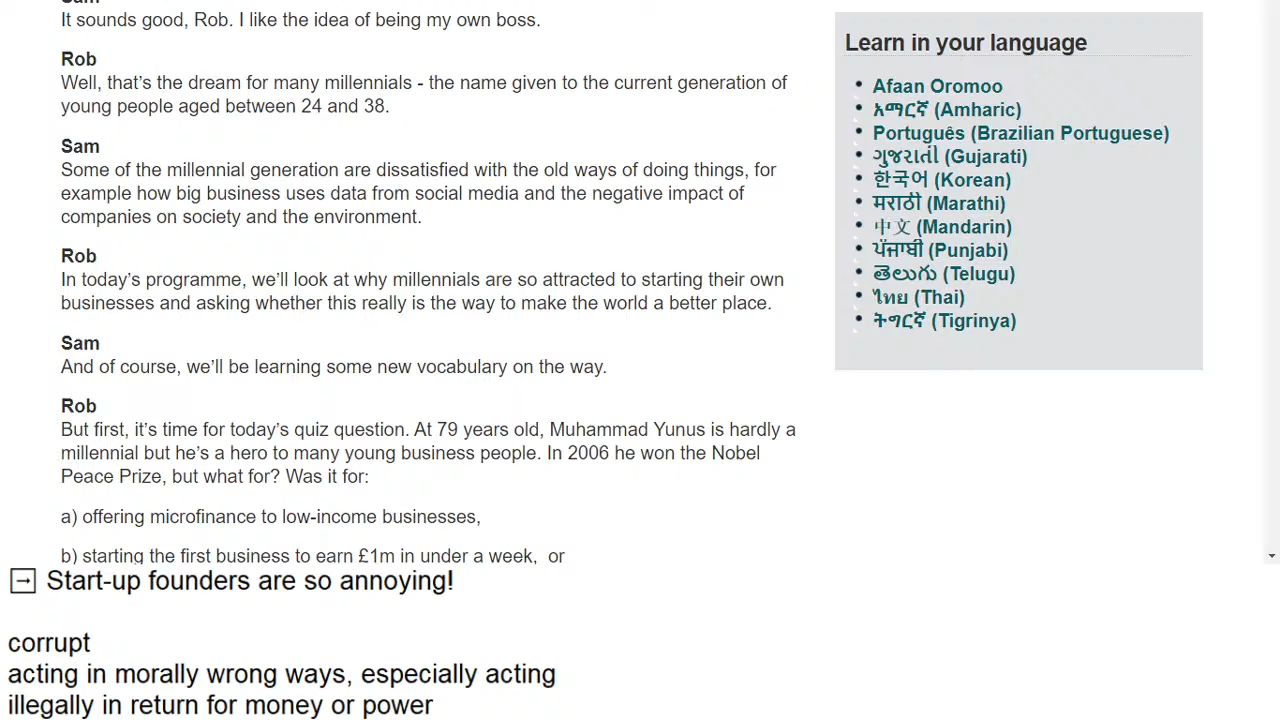 Sam
It sounds good, Rob. I like the idea of being my own boss.
Rob
Well, that’s the dream for many millennials - the name given to the current generation of
young people aged between 24 and 38.
Sam
Some of the millennial generation are dissatisfied with the old ways of doing things, for
example how big business uses data from social media and the negative impact of
companies on society and the environment.
Rob
In today’s programme, we’ll look at why millennials are so attracted to starting their own
businesses and asking whether this really is the way to make the world a better place.
Sam
And of course, we’ll be learning some new vocabulary on the way.
Rob
But first, it’s time for today’s quiz question. At 79 years old, Muhammad Yunus is hardly a
millennial but he’s a hero to many young business people. In 2006 he won the Nobel
Peace Prize, but what for? Was it for:
a) offering microfinance to low-income businesses,
b) starting the first business to earn £1m in under a week,  or
Learn in your language
Afaan Oromoo
አማርኛ (Amharic)
Português (Brazilian Portuguese)
ગુજરાતી (Gujarati)
한국어 (Korean)
मराठी (Marathi)
中文 (Mandarin)
ਪੰਜਾਬੀ (Punjabi)
తెలుగు (Telugu)
ไทย (Thai)
ትግርኛ (Tigrinya)
→ Start-up founders are so annoying!
corrupt
acting in morally wrong ways, especially acting
illegally in return for money or power